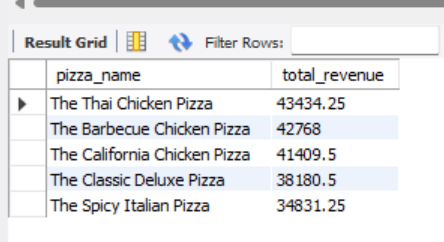 Result Grid Filter Rows:
pizza_name total_revenue
The Thai Chicken Pizza 43434.25
The Barbecue Chicken Pizza 42768
The California Chicken Pizza 41409.5
The Classic Deluxe Pizza 38180.5
The Spicy Italian Pizza 34831.25